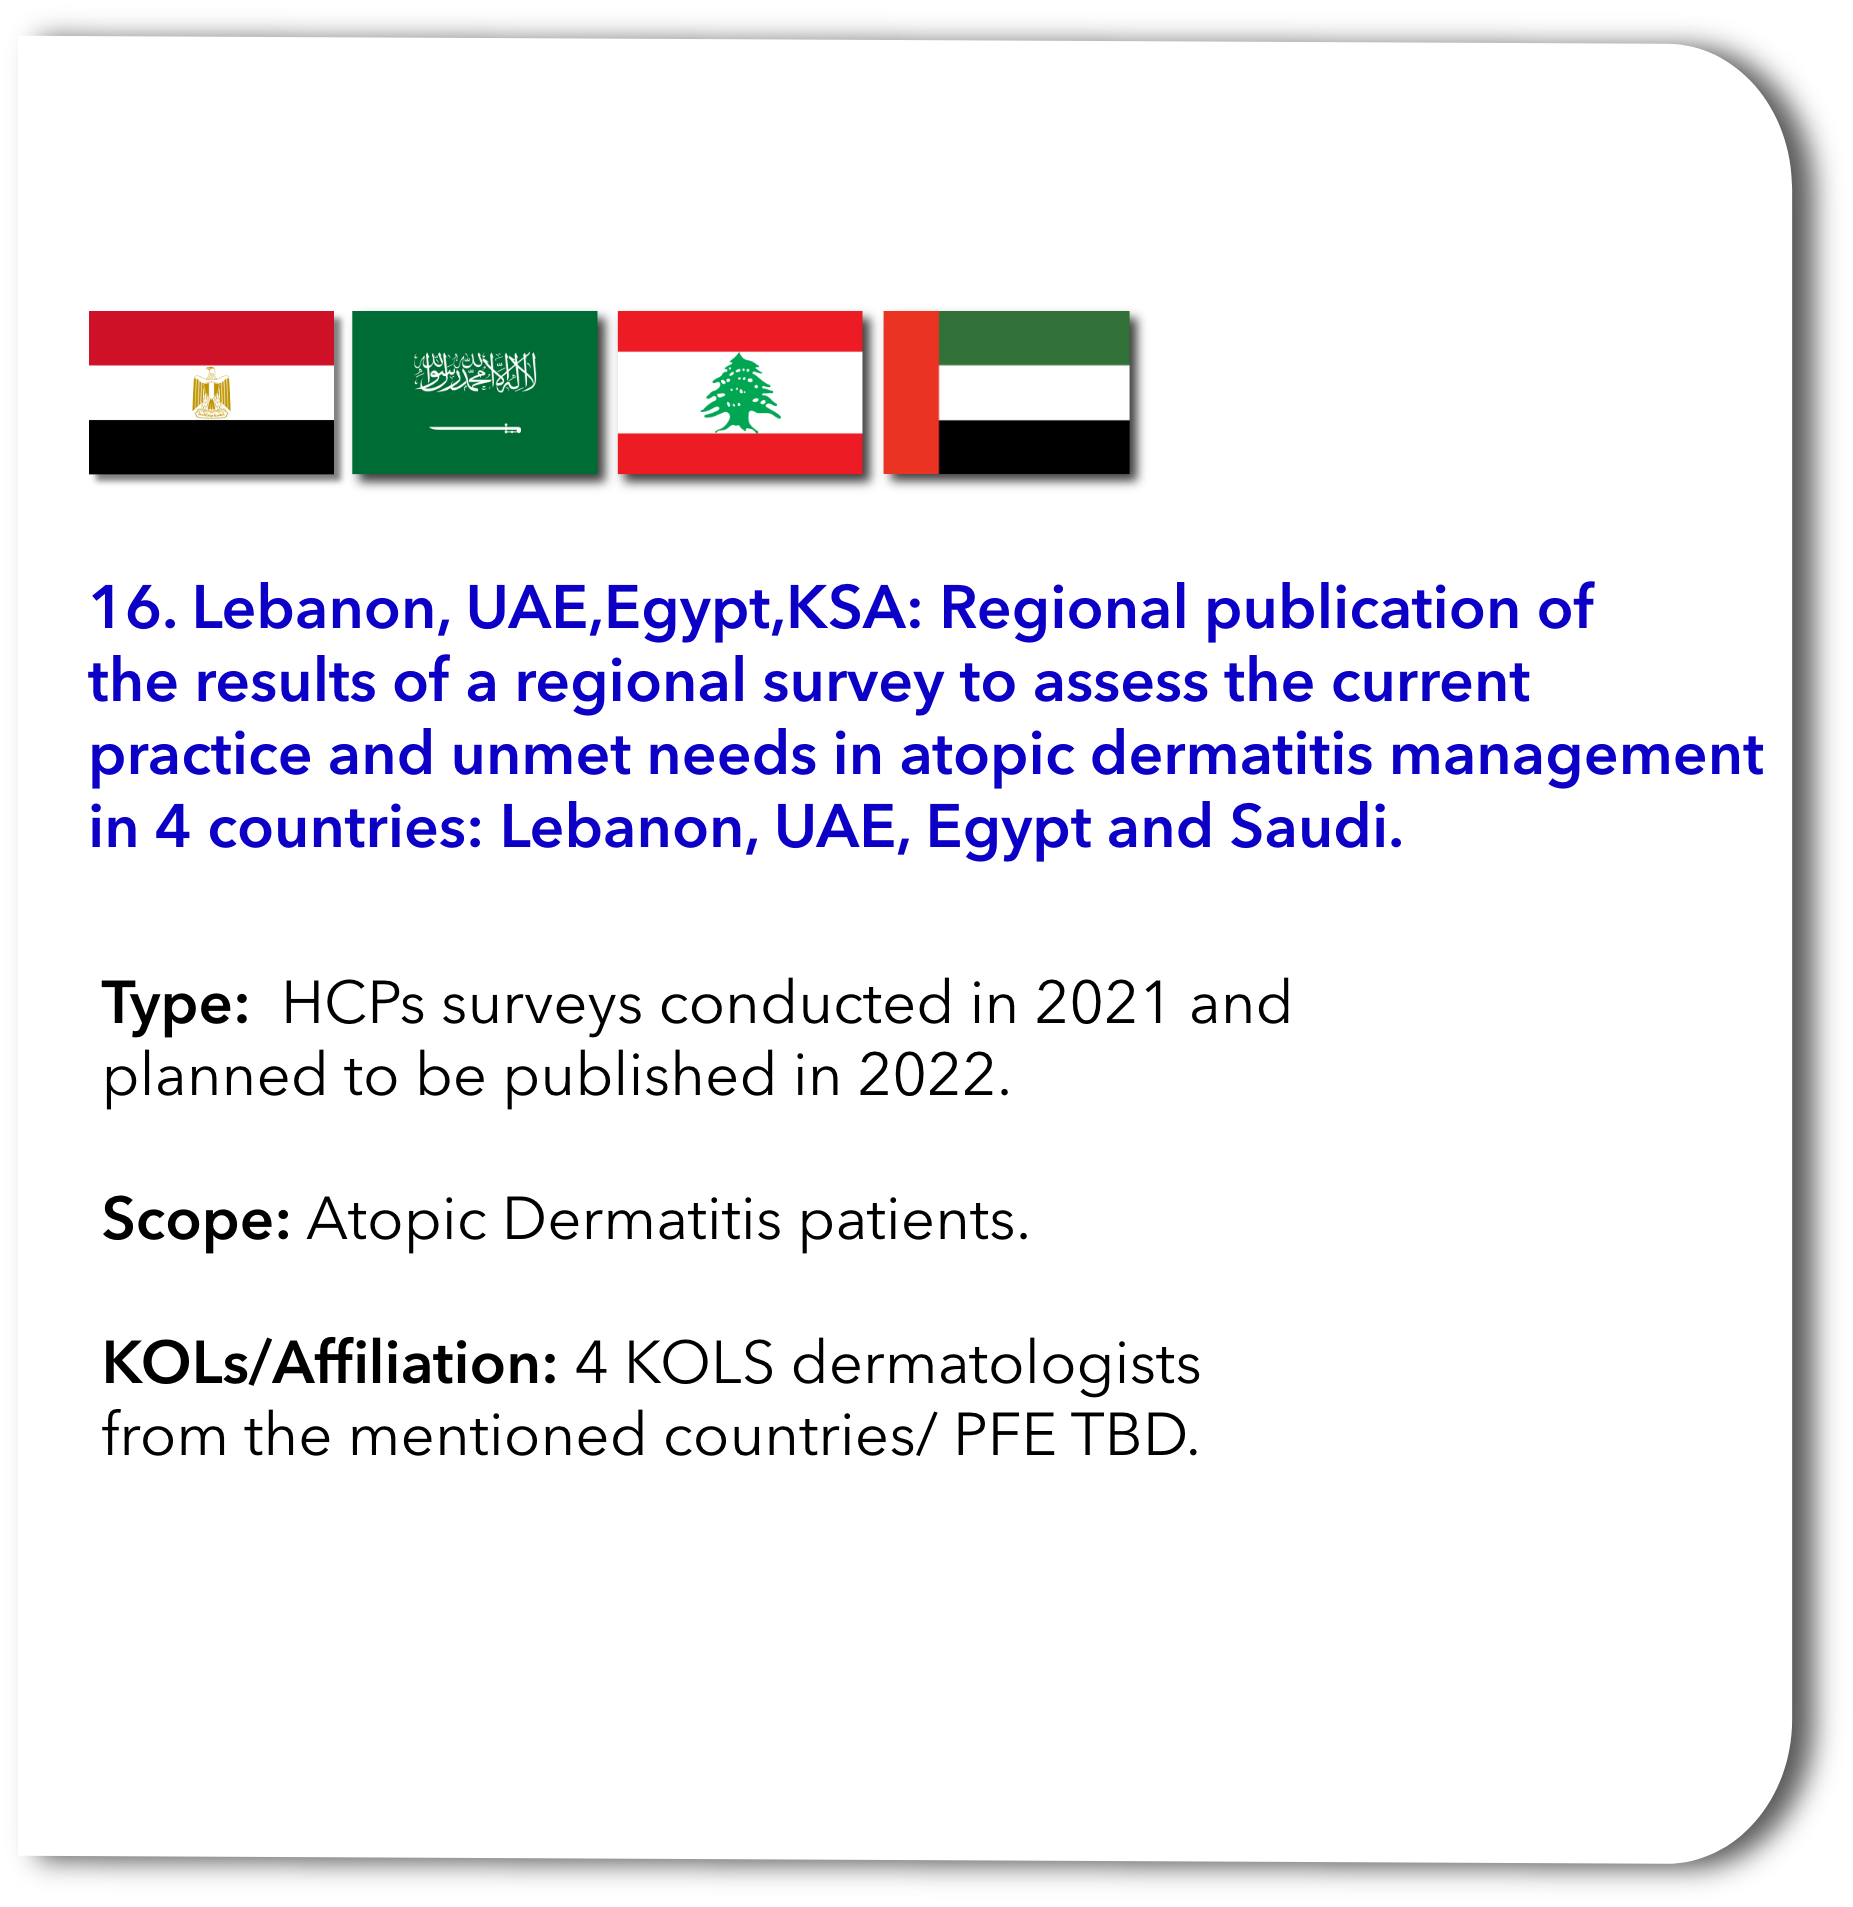 لا إله إلا الله محمد رسول الله
16. Lebanon, UAE,Egypt,KSA: Regional publication of
the results of a regional survey to assess the current
practice and unmet needs in atopic dermatitis management
in 4 countries: Lebanon, UAE, Egypt and Saudi.
Type:  HCPs surveys conducted in 2021 and
planned to be published in 2022.
Scope: Atopic Dermatitis patients.
KOLs/Affiliation: 4 KOLS dermatologists
from the mentioned countries/ PFE TBD.